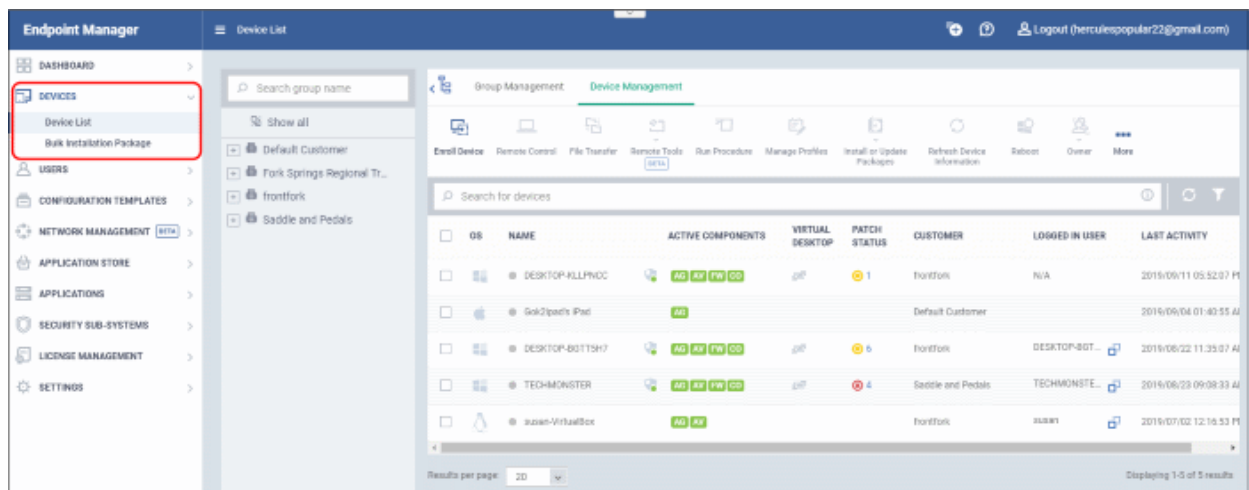 Endpoint Manager
Device List
Logout (herculespopular22@gmail.com)
DASHBOARD
DEVICES
Device List
Bulk Installation Package
USERS
CONFIGURATION TEMPLATES
NETWORK MANAGEMENT BETA
APPLICATION STORE
APPLICATIONS
SECURITY SUB-SYSTEMS
LICENSE MANAGEMENT
SETTINGS
Search group name
Show all
Default Customer
Fork Springs Regional Tr...
frontfork
Saddle and Pedals
Group Management Device Management
Enroll Device Remote Control File Transfer Remote Tools BETA Run Procedure Manage Profiles Install or Update Packages Refresh Device Information Reboot Owner More
Search for devices
OS NAME ACTIVE COMPONENTS VIRTUAL DESKTOP PATCH STATUS CUSTOMER LOGGED IN USER LAST ACTIVITY
DESKTOP-KLLPNCC AG AV FW CD 1 frontfork N/A 2019/09/11 05:52:07 PM
Gok2ipad's iPad AG Default Customer 2019/09/04 01:40:55 AM
AG AV FW CD 6 frontfork 2019/08/22 11:35:07 AM
TECHMONSTER AG AV FW CD 4 Saddle and Pedals TECHMONSTE... 2019/08/23 09:08:33 AM
susan-VirtualBox AG AV frontfork susan 2019/07/02 12:16:53 PM
Results per page: 20
Displaying 1-5 of 5 results